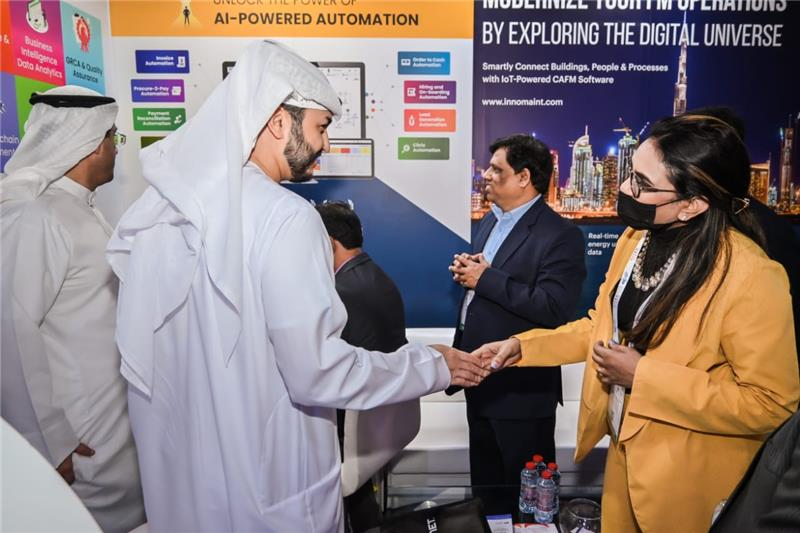 & 
Business
Intelligence
Data Analytics
GRCA & Quality
Assurance
UNLOCK THE POWER OF
AI-POWERED AUTOMATION
Invoice
Automation
Procure-2-Pay
Automation
Payment
Reconciliation
Automation
Order to Cash
Automation
Hiring and
On-Boarding
Automation
Lead
Generation
Automation
Citrix
Automation
MODERNIZE YOUR FM OPERATIONS
BY EXPLORING THE DIGITAL UNIVERSE
Smartly Connect Buildings, People & Processes
with IoT-Powered CAFM Software
www.innomaint.com
Real-time
energy
data